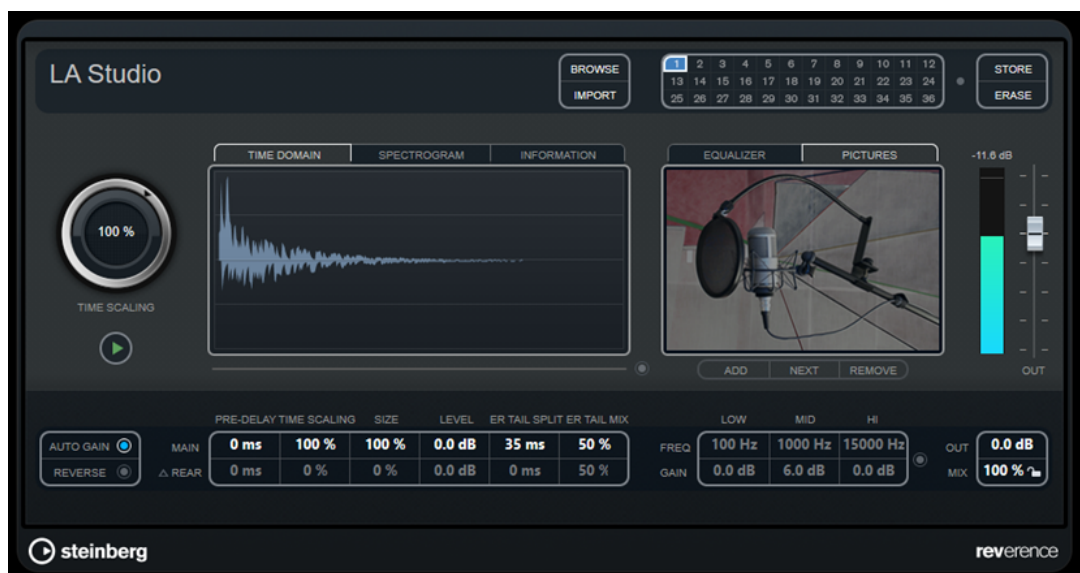 LA Studio
BROWSE
IMPORT
1 2 3 4 5 6 7 8 9 10 11 12
13 14 15 16 17 18 19 20 21 22 23 24
25 26 27 28 29 30 31 32 33 34 35 36
STORE
ERASE
TIME DOMAIN SPECTROGRAM INFORMATION
EQUALIZER PICTURES
-11.6 dB
100 %
TIME SCALING
ADD NEXT REMOVE
OUT
PRE-DELAY TIME SCALING SIZE LEVEL ER TAIL SPLIT ER TAIL MIX
LOW MID HI
AUTO GAIN
REVERSE
MAIN 0 ms 100 % 100 % 0.0 dB 35 ms 50 %
△ REAR 0 ms 0 % 0 % 0.0 dB 0 ms 50 %
FREQ 100 Hz 1000 Hz 15000 Hz
GAIN 0.0 dB 6.0 dB 0.0 dB
OUT 0.0 dB
MIX 100 %
steinberg
reverence